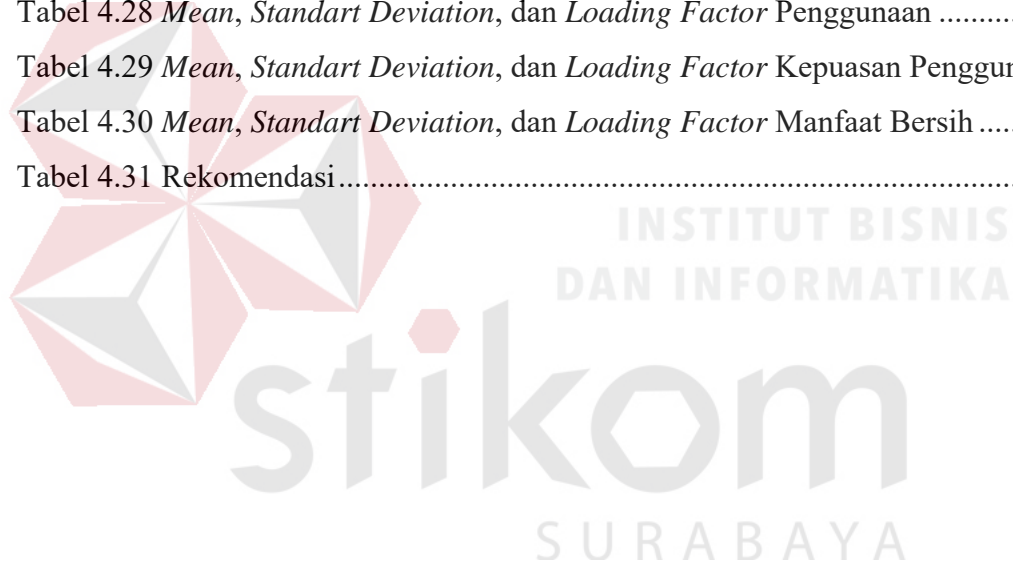 Tabel 4.28 Mean, Standart Deviation, dan Loading Factor Penggunaan ..........
Tabel 4.29 Mean, Standart Deviation, dan Loading Factor Kepuasan
Tabel 4.30 Mean, Standart Deviation, dan Loading Factor Manfaat Bersih .....
Tabel 4.31 Rekomendasi..........................................................................................
INSTITUT BISNIS
DAN INFORMATIKA
stikom
SURABAYA